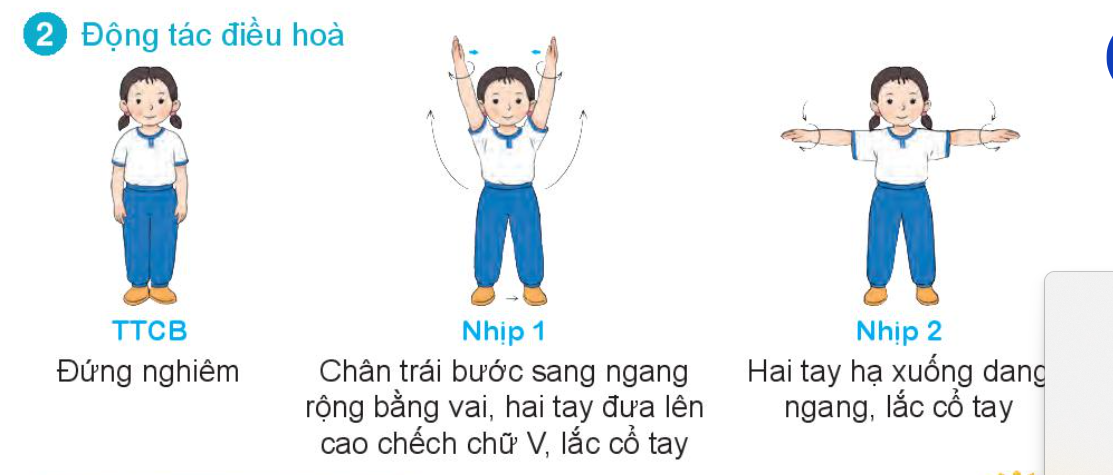 2 Động tác điều hoà
TTCB
Đứng nghiêm
Nhịp 1
Chân trái bước sang ngang
rộng bằng vai, hai tay đưa lên
cao chếch chữ V, lắc cổ tay
Nhịp 2
Hai tay hạ xuống dang
ngang, lắc cổ tay